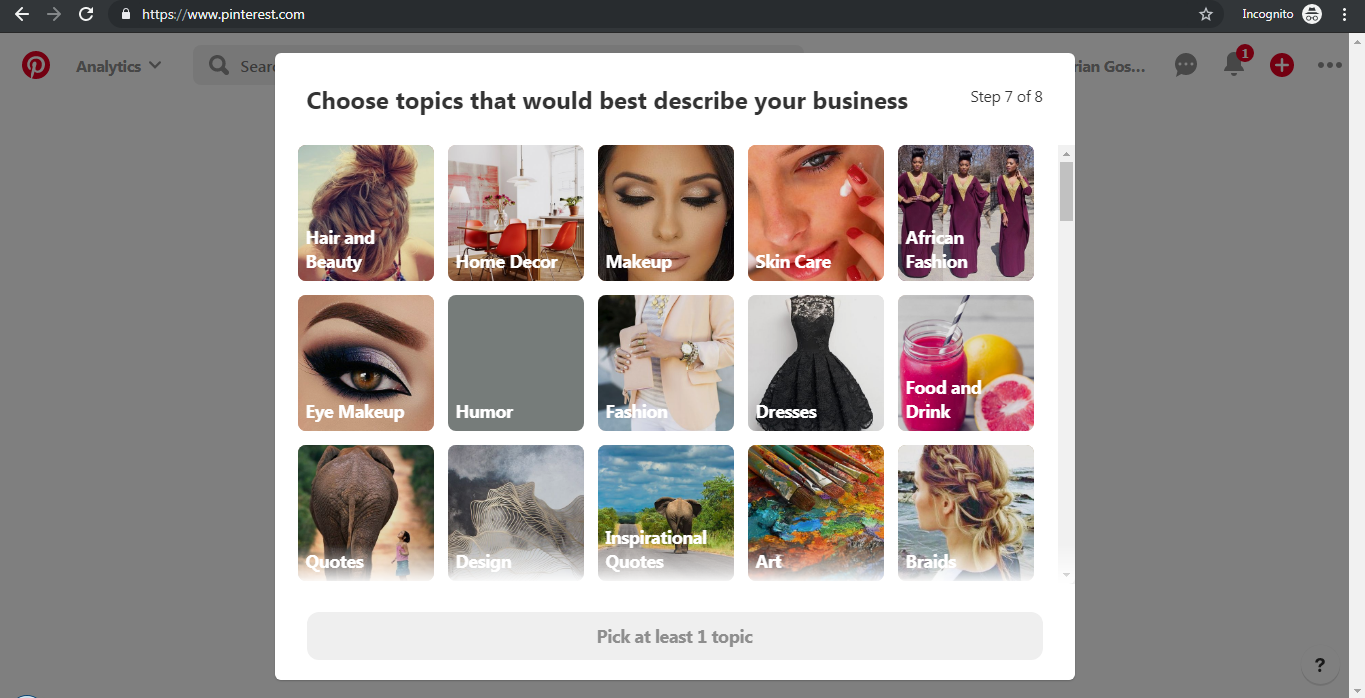 https://www.pinterest.com
Incognito
Analytics
Sear
rian Gos...
1
Choose topics that would best describe your business
Step 7 of 8
Hair and
Beauty
Home Decor
Makeup
Skin Care
African
Fashion
Eye Makeup
Humor
Fashion
Dresses
Food and
Drink
Quotes
Design
Inspirational
Quotes
Art
Braids
Pick at least 1 topic
?